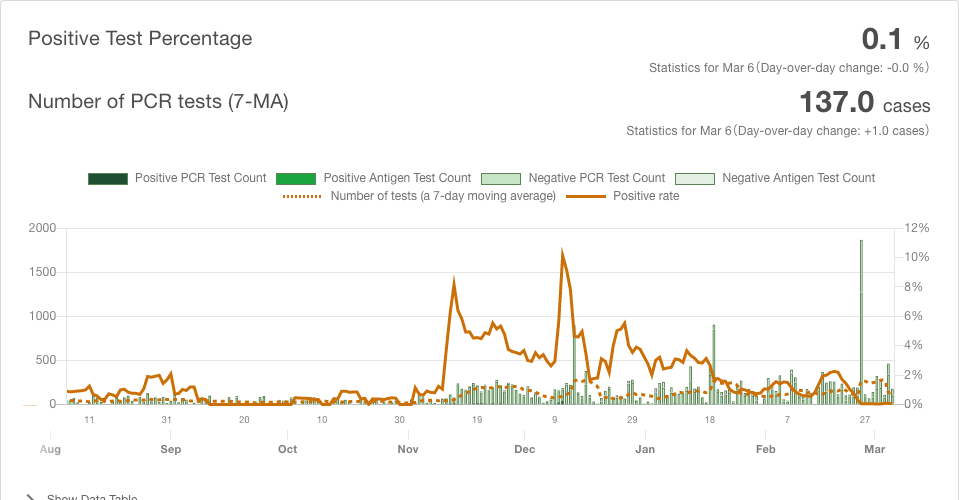 Positive Test Percentage
0.1 %
Statistics for Mar 6(Day-over-day change: -0.0 %)
Number of PCR tests (7-MA)
137.0 cases
Statistics for Mar 6(Day-over-day change: +1.0 cases)
Positive PCR Test Count Positive Antigen Test Count Negative PCR Test Count Negative Antigen Test Count
Number of tests (a 7-day moving average) Positive rate
2000 12%
10%
1500
8%
1000 6%
4%
500
2%
0 0%
11 31 20 10 30 19 9 29 18 7 27
Aug Sep Oct Nov Dec Jan Feb Mar
Show Data Table